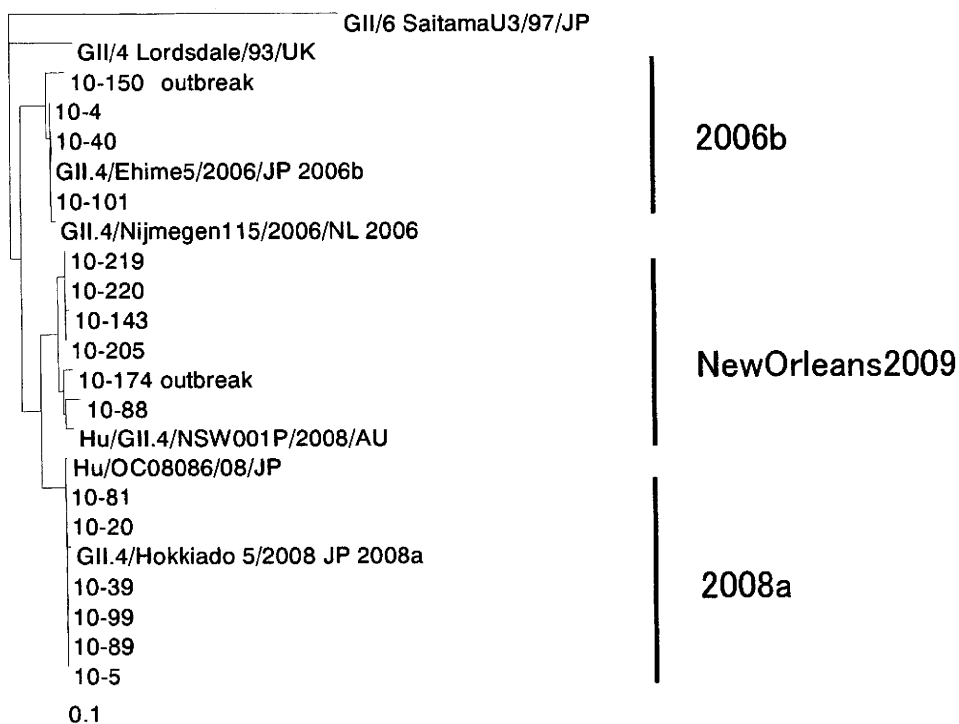 GII/6 SaitamaU3/97/JP
GII/4 Lordsdale/93/UK
10-150 outbreak
10-4
10-40
GII.4/Ehime5/2006/JP 2006b
10-101
GII.4/Nijmegen115/2006/NL 2006
10-219
10-220
10-143
10-205
10-174 outbreak
10-88
Hu/GII.4/NSW001P/2008/AU
Hu/OC08086/08/JP
10-81
10-20
GII.4/Hokkiado 5/2008 JP 2008a
10-39
10-99
10-89
10-5
0.1
2006b
NewOrleans2009
2008a